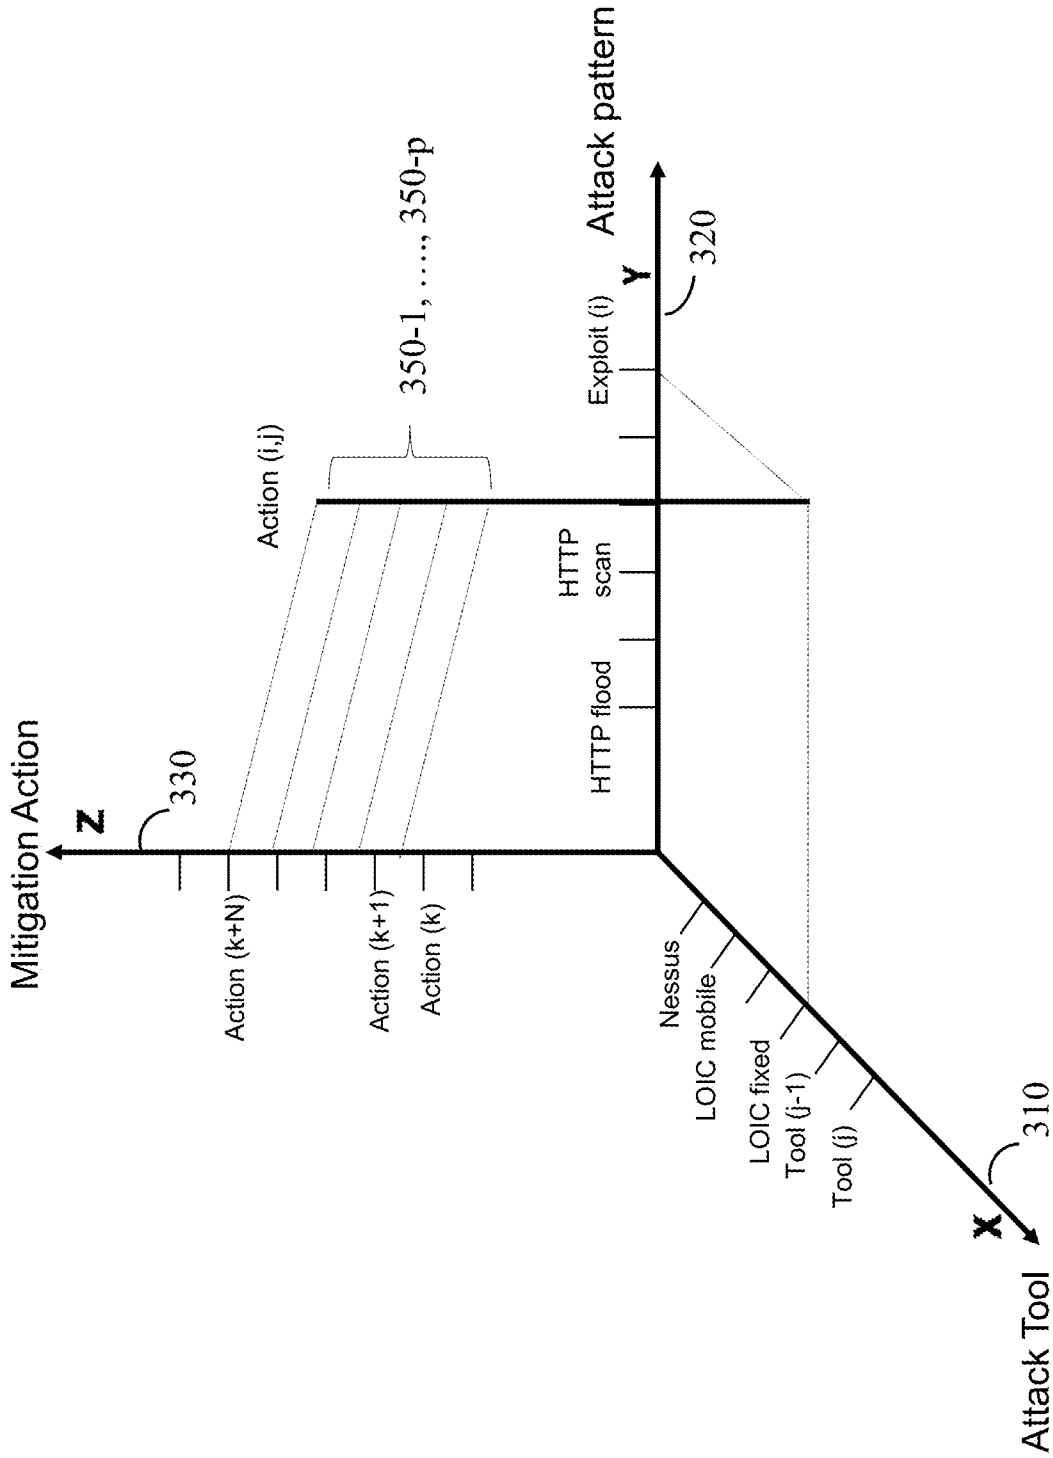 Mitigation Action
Z
330
Action (k+N)
Action (k+1)
Action (k)
Action (i,j)
350-1, ....., 350-p
HTTP flood
HTTP
scan
Exploit (i)
Y
Attack pattern
320
Nessus
LOIC mobile
LOIC fixed
Tool (j-1)
Tool (j)
X
310
Attack Tool